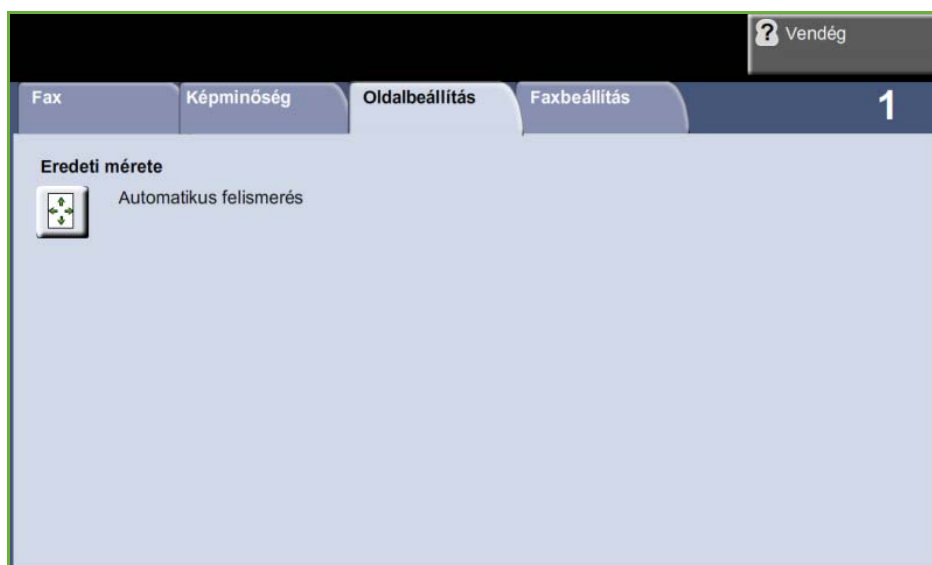 ? Vendég
Fax Képminőség Oldalbeállítás Faxbeállítás 1
Eredeti mérete
Automatikus felismerés